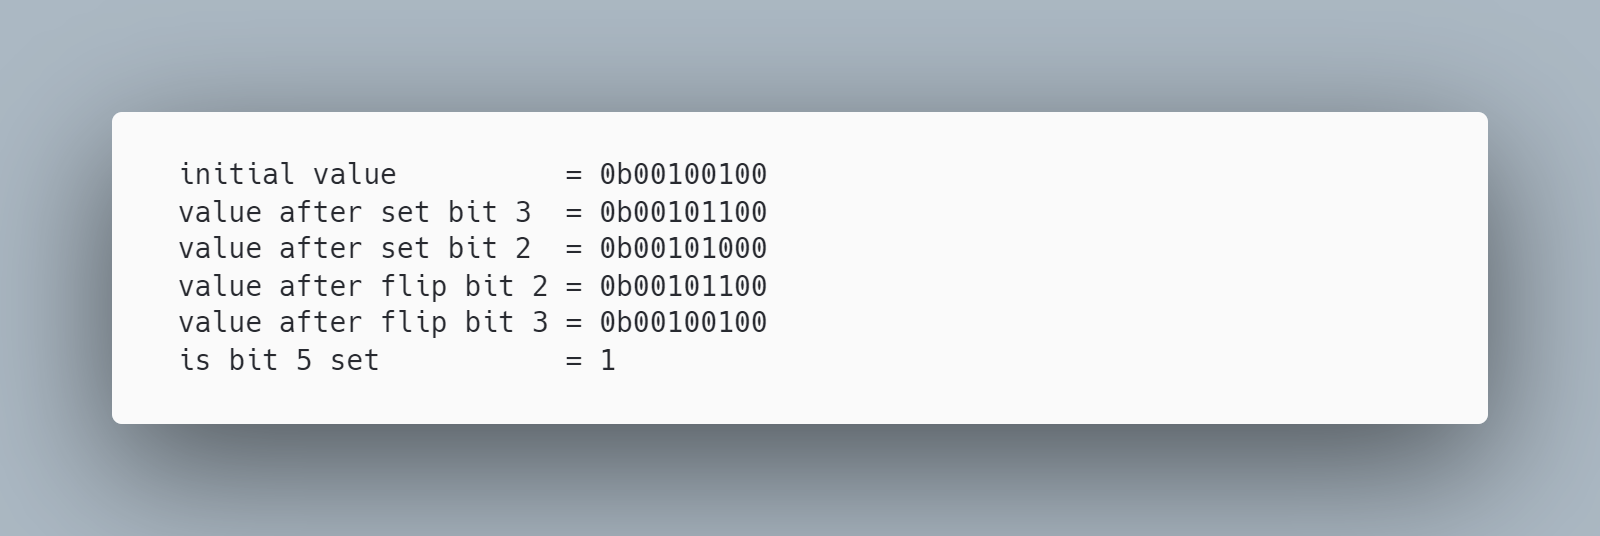 initial value          = 0b00100100
value after set bit 3  = 0b00101100
value after set bit 2  = 0b00101000
value after flip bit 2 = 0b00101100
value after flip bit 3 = 0b00100100
is bit 5 set           = 1